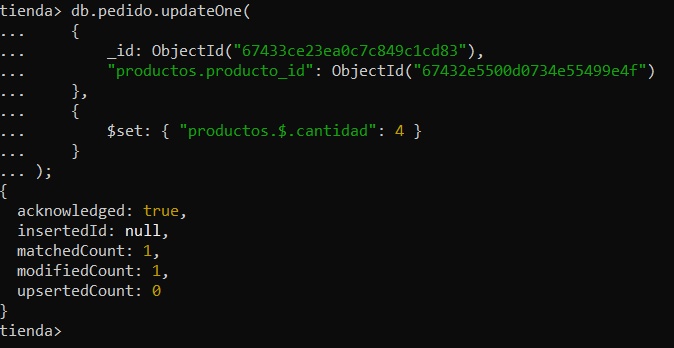 tienda> db.pedido.updateOne(
...     {
...         _id: ObjectId("67433ce23ea0c7c849c1cd83"),
...         "productos.producto_id": ObjectId("67432e5500d0734e55499e4f")
...     },
...     {
...         $set: { "productos.$.cantidad": 4 }
...     }
... );
{
  acknowledged: true,
  insertedId: null,
  matchedCount: 1,
  modifiedCount: 1,
  upsertedCount: 0
}
tienda>